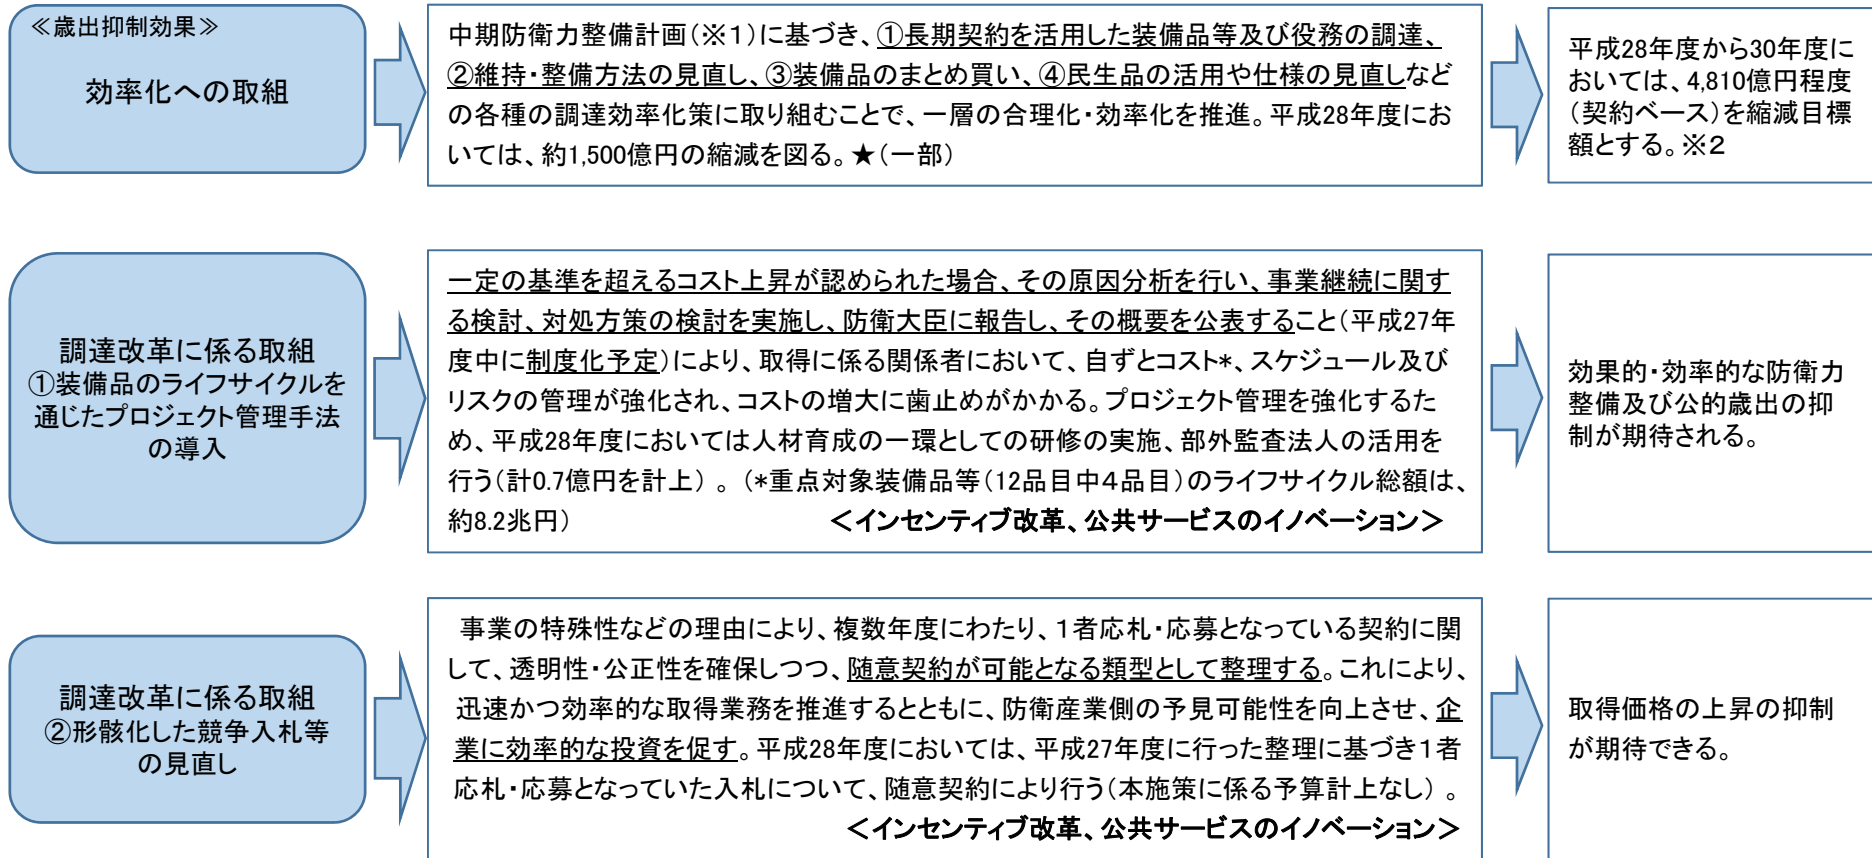 ≪歳出抑制効果≫
効率化への取組
中期防衛力整備計画(※1)に基づき、①長期契約を活用した装備品等及び役務の調達、
②維持・整備方法の見直し、③装備品のまとめ買い、④民生品の活用や仕様の見直しなど
の各種の調達効率化策に取り組むことで、一層の合理化・効率化を推進。平成28年度にお
いては、約1,500億円の縮減を図る。★(一部)
平成28年度から30年度に
おいては、4,810億円程度
(契約ベース)を縮減目標
額とする。※2
調達改革に係る取組
①装備品のライフサイクルを
通じたプロジェクト管理手法
の導入
一定の基準を超えるコスト上昇が認められた場合、その原因分析を行い、事業継続に関す
る検討、対処方策の検討を実施し、防衛大臣に報告し、その概要を公表すること(平成27年
度中に制度化予定)により、取得に係る関係者において、自ずとコスト*、スケジュール及び
リスクの管理が強化され、コストの増大に歯止めがかかる。プロジェクト管理を強化するた
め、平成28年度においては人材育成の一環としての研修の実施、部外監査法人の活用を
行う(計0.7億円を計上)。(*重点対象装備品等(12品目中4品目)のライフサイクル総額は、
約8.2兆円) <インセンティブ改革、公共サービスのイノベーション>
効果的・効率的な防衛力
整備及び公的歳出の抑
制が期待される。
調達改革に係る取組
②形骸化した競争入札等
の見直し
事業の特殊性などの理由により、複数年度にわたり、1者応札・応募となっている契約に関
して、透明性・公正性を確保しつつ、随意契約が可能となる類型として整理する。これにより、
迅速かつ効率的な取得業務を推進するとともに、防衛産業側の予見可能性を向上させ、企
業に効率的な投資を促す。平成28年度においては、平成27年度に行った整理に基づき1者
応札・応募となっていた入札について、随意契約により行う(本施策に係る予算計上なし)。
<インセンティブ改革、公共サービスのイノベーション>
取得価格の上昇の抑制
が期待できる。